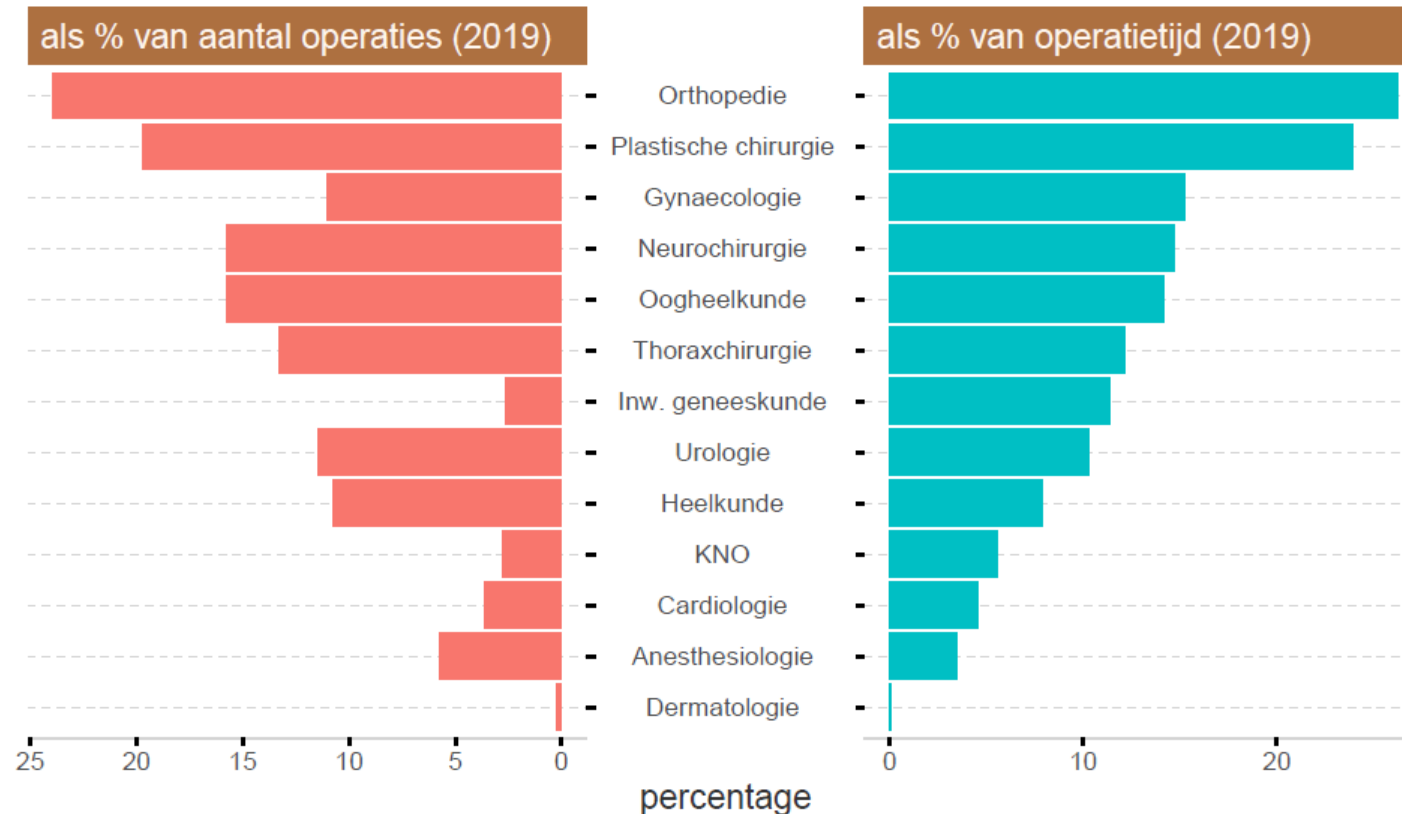 als % van aantal operaties (2019)
als % van operatietijd (2019)
Orthopedie
Plastische chirurgie
Gynaecologie
Neurochirurgie
Oogheelkunde
Thoraxchirurgie
Inw. geneeskunde
Urologie
Heelkunde
KNO
Cardiologie
Anesthesiologie
Dermatologie
25 20 15 10 5 0
0 10 20
percentage